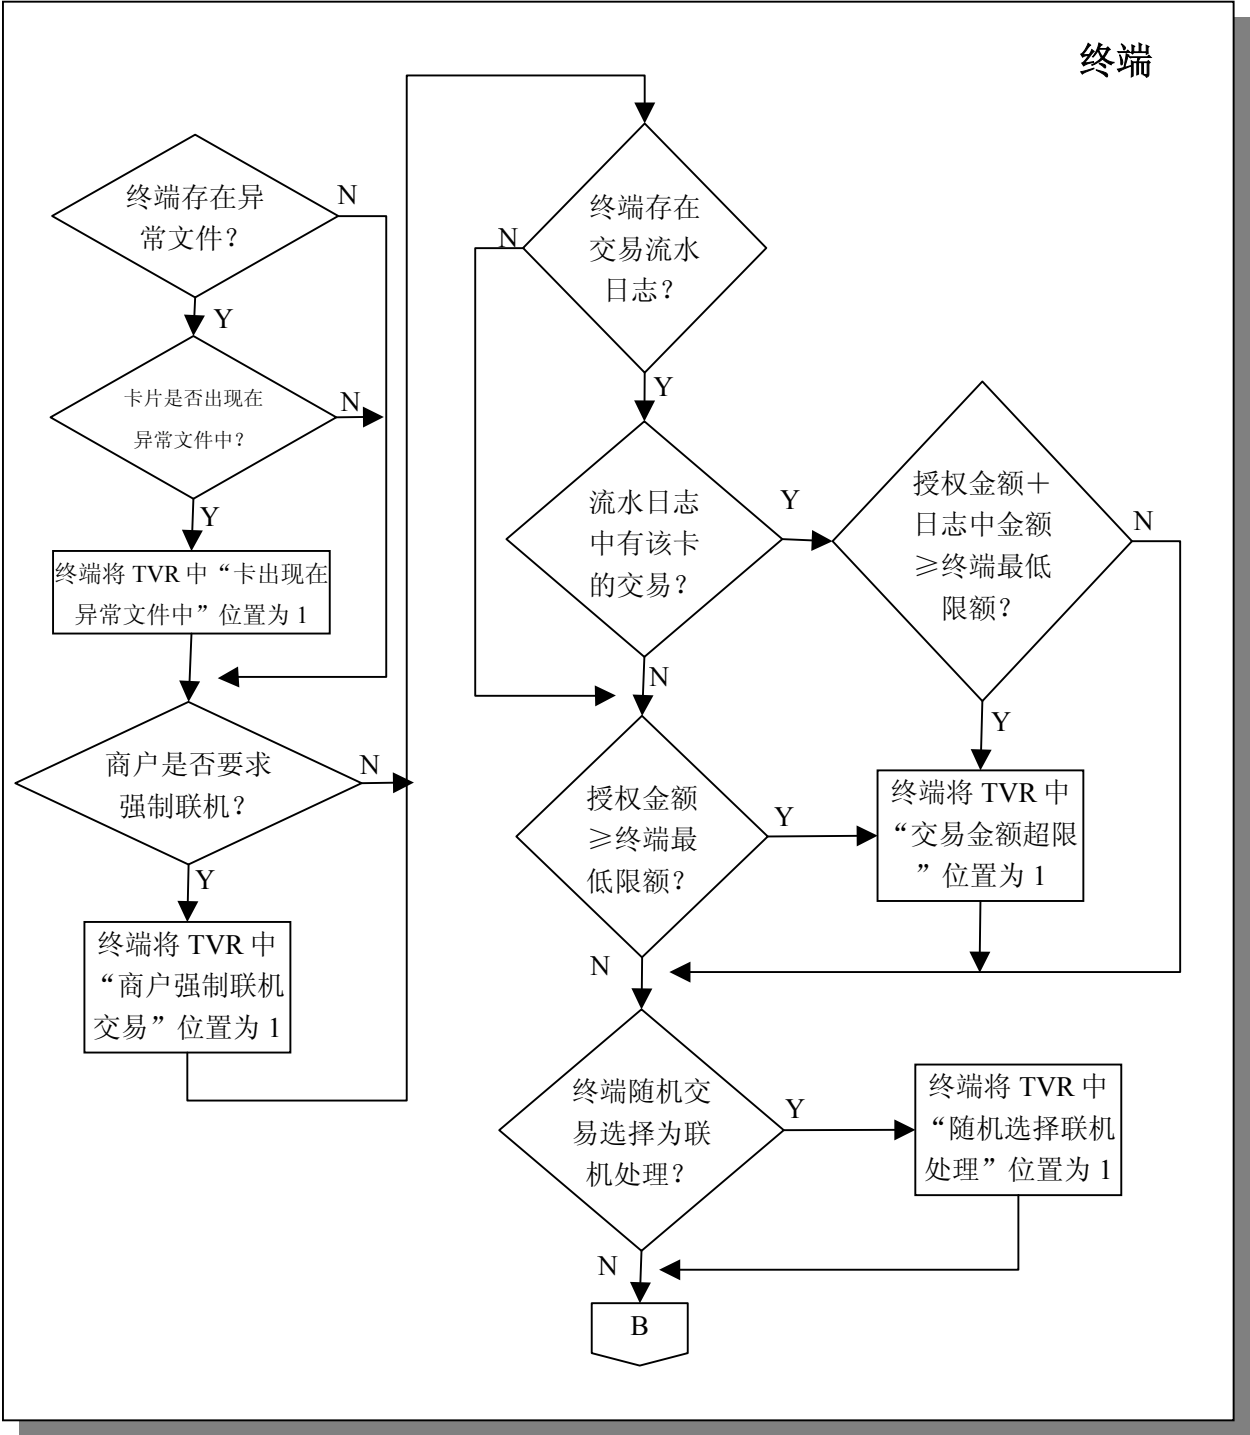 终端
终端存在异
常文件?
N
Y
卡片是否出现在
异常文件中?
N
Y
终端将 TVR 中“卡出现在
异常文件中”位置为 1
商户是否要求
强制联机?
N
Y
终端将 TVR 中
“商户强制联机
交易”位置为 1
终端存在
交易流水
日志?
N
Y
流水日志
中有该卡
的交易?
Y
N
授权金额＋
日志中金额
≥终端最低
限额?
N
Y
授权金额
≥终端最
低限额?
Y
N
终端将 TVR 中
“交易金额超限
”位置为 1
终端随机交
易选择为联
机处理?
Y
N
终端将 TVR 中
“随机选择联机
处理”位置为 1
B